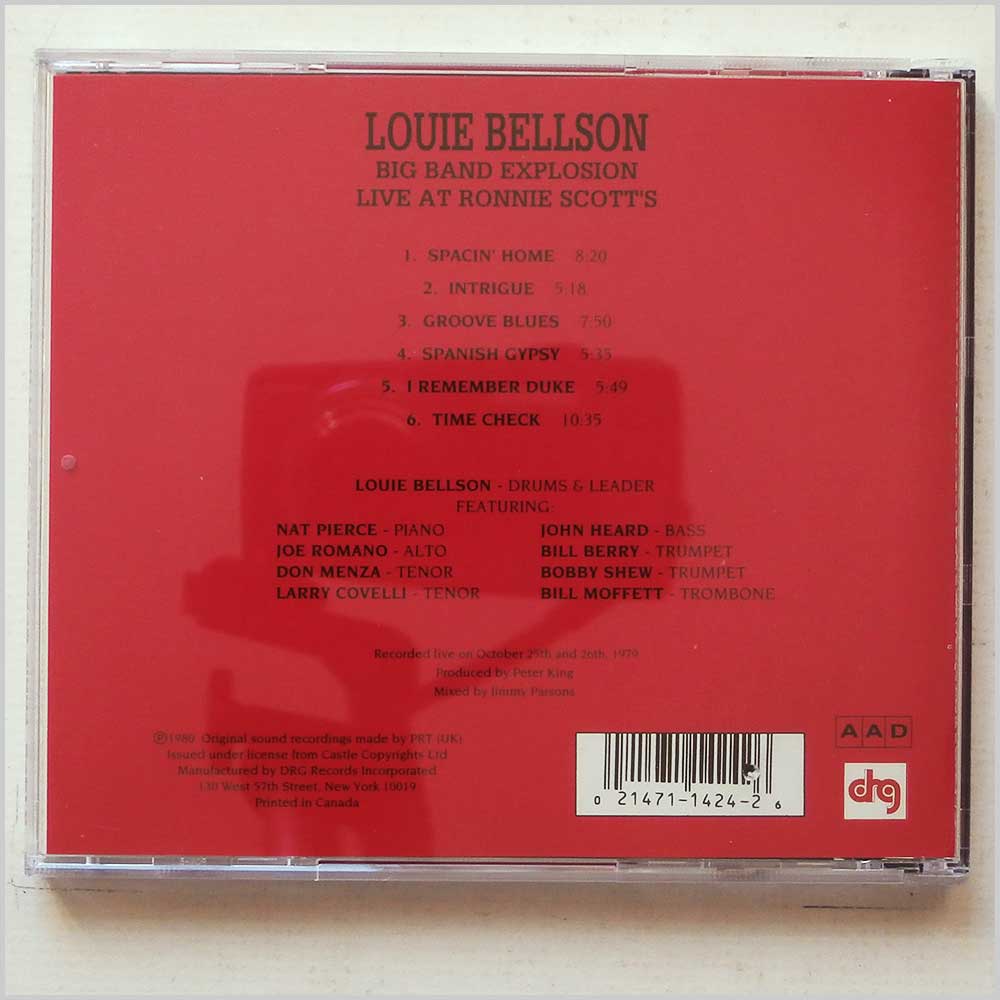 LOUIE BELLSON
BIG BAND EXPLOSION
LIVE AT RONNIE SCOTT'S
1. SPACIN' HOME 8:20
2. INTRIGUE 5:18
3. GROOVE BLUES 7:50
4. SPANISH GYPSY 5:35
5. I REMEMBER DUKE 5:49
6. TIME CHECK 10:35
LOUIE BELLSON - DRUMS & LEADER
FEATURING:
NAT PIERCE - PIANO
JOE ROMANO - ALTO
DON MENZA - TENOR
LARRY COVELLI - TENOR
JOHN HEARD - BASS
BILL BERRY - TRUMPET
BOBBY SHEW - TRUMPET
BILL MOFFETT - TROMBONE
Recorded live on October 25th and 26th, 1979
Produced by Peter King
Mixed by Jimmy Parsons
℗1980 Original sound recordings made by PRT (UK)
Issued under license from Castle Copyrights Ltd
Manufactured by DRG Records Incorporated
130 West 57th Street, New York 10019
Printed in Canada
0 21471-1424-2 6
AAD
drg